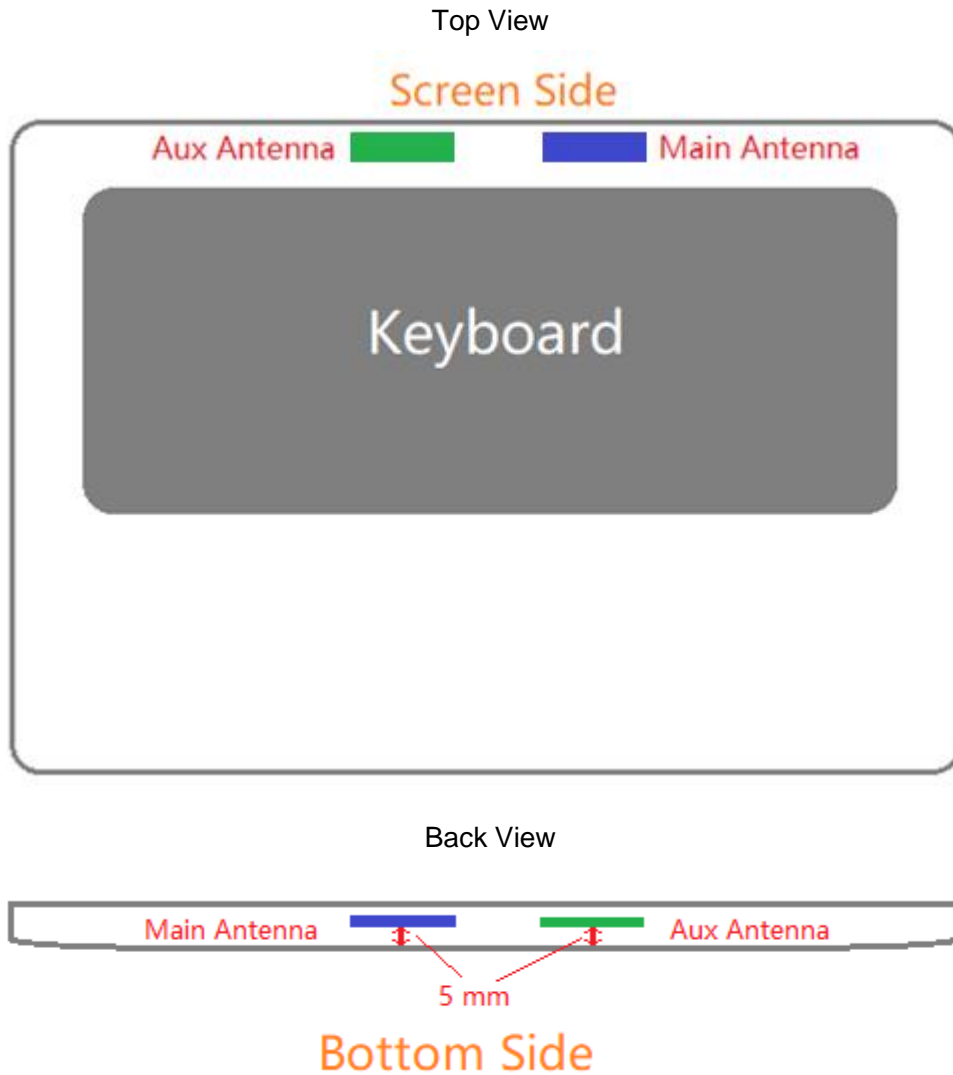 Top View
Screen Side
Aux Antenna Main Antenna
Keyboard
Back View
Main Antenna Aux Antenna
5 mm
Bottom Side